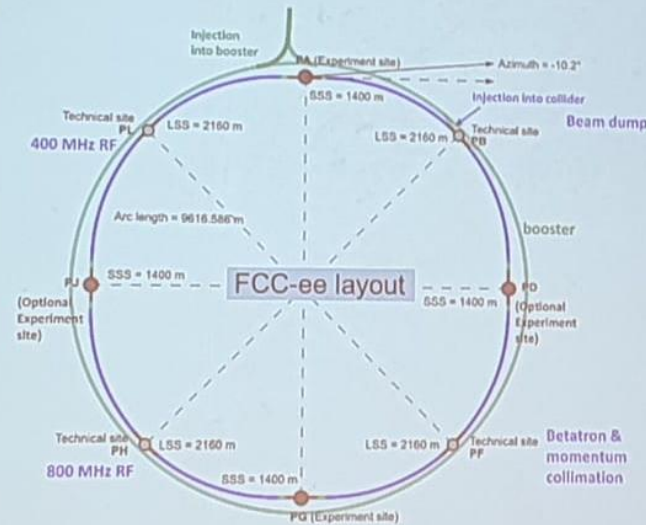 Injection
into booster
PA (Experiment site)
Azimuth = -10.2°
SSS = 1400 m
Injection into collider
Technical site
PL
LSS = 2160 m
400 MHz RF
LSS = 2160 m
Technical site
PB
Beam dump
Arc length = 9616.586 m
booster
PJ
SSS = 1400 m
(Optional
Experiment
site)
FCC-ee layout
SSS = 1400 m
PD
(Optional
Experiment
site)
Technical site
PH
LSS = 2160 m
800 MHz RF
LSS = 2160 m
Technical site
PF
Betatron &
momentum
collimation
SSS = 1400 m
PG (Experiment site)